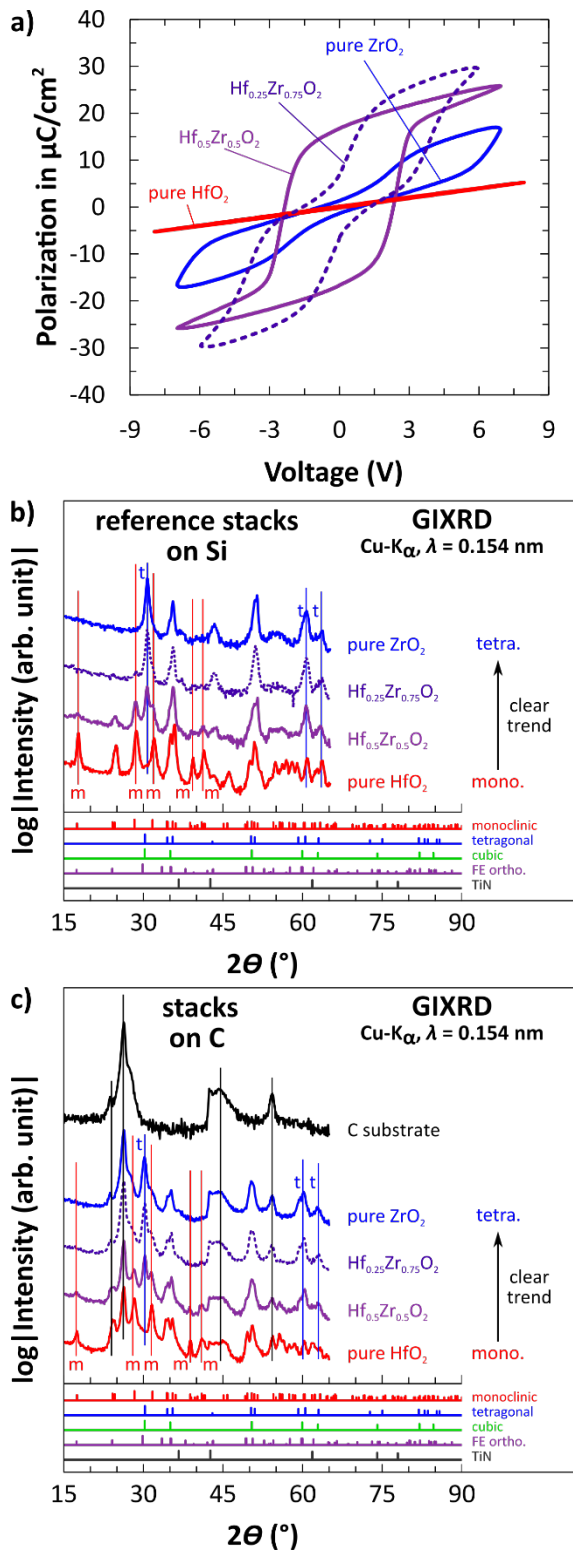 a)
Polarization in µC/cm²
40
30
20
10
0
-10
-20
-30
-40
pure ZrO₂
Hf₀.₂₅Zr₀.₇₅O₂
Hf₀.₅Zr₀.₅O₂
pure HfO₂
-9 -6 -3 0 3 6 9
Voltage (V)
b)
reference stacks
on Si
GIXRD
Cu-Kα, λ = 0.154 nm
log|Intensity (arb. unit)|
t t t
pure ZrO₂
Hf₀.₂₅Zr₀.₇₅O₂
Hf₀.₅Zr₀.₅O₂
pure HfO₂
tetra.
clear
trend
mono.
m m m m m
monoclinic
tetragonal
cubic
FE ortho.
TiN
15 30 45 60 75 90
2Θ (°)
c)
stacks
on C
GIXRD
Cu-Kα, λ = 0.154 nm
log|Intensity (arb. unit)|
C substrate
t t t
pure ZrO₂
Hf₀.₂₅Zr₀.₇₅O₂
Hf₀.₅Zr₀.₅O₂
pure HfO₂
tetra.
clear
trend
mono.
m m m m m
monoclinic
tetragonal
cubic
FE ortho.
TiN
15 30 45 60 75 90
2Θ (°)